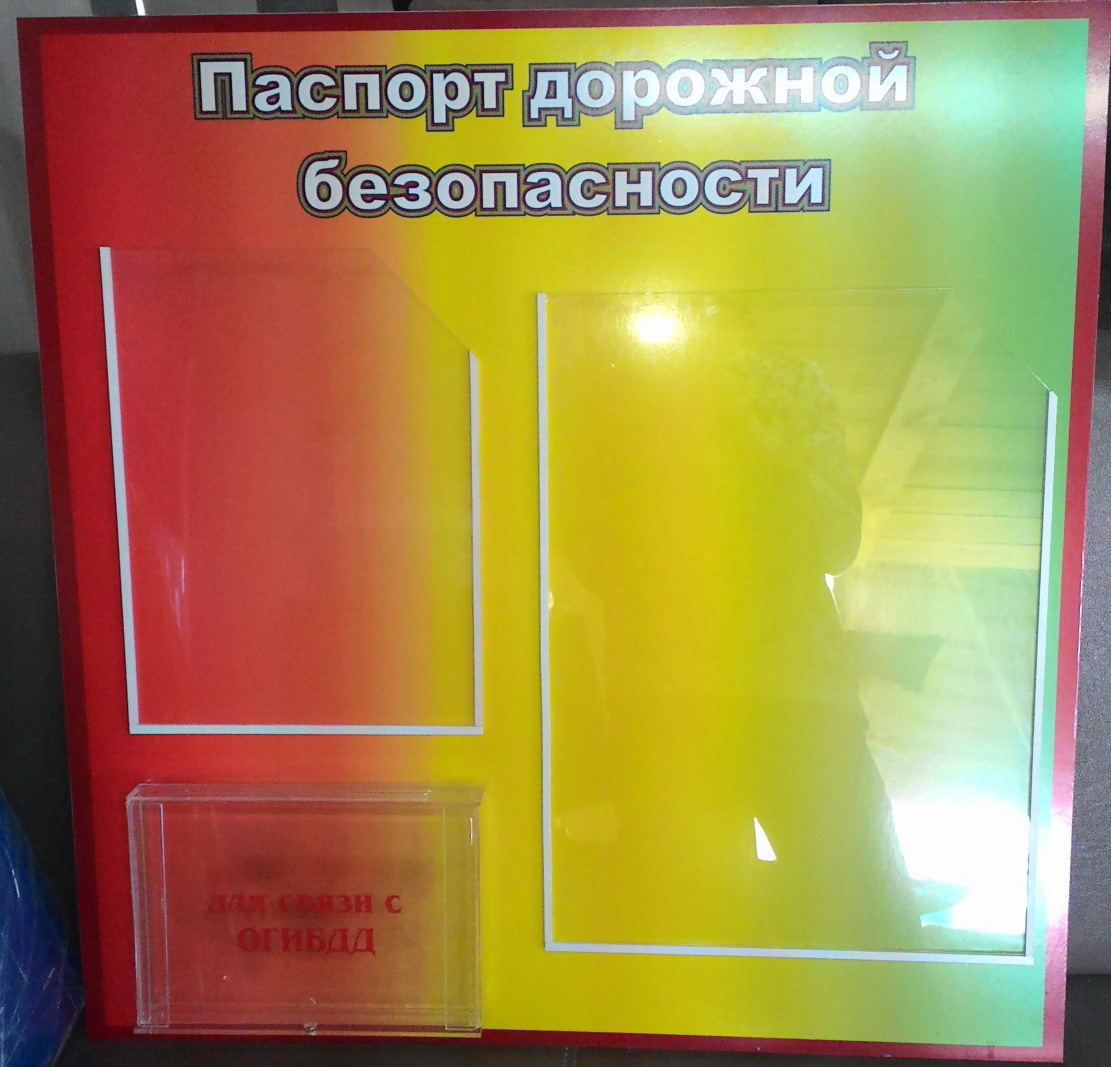 Паспорт дорожной
безопасности
для связи с
ОГИБДД